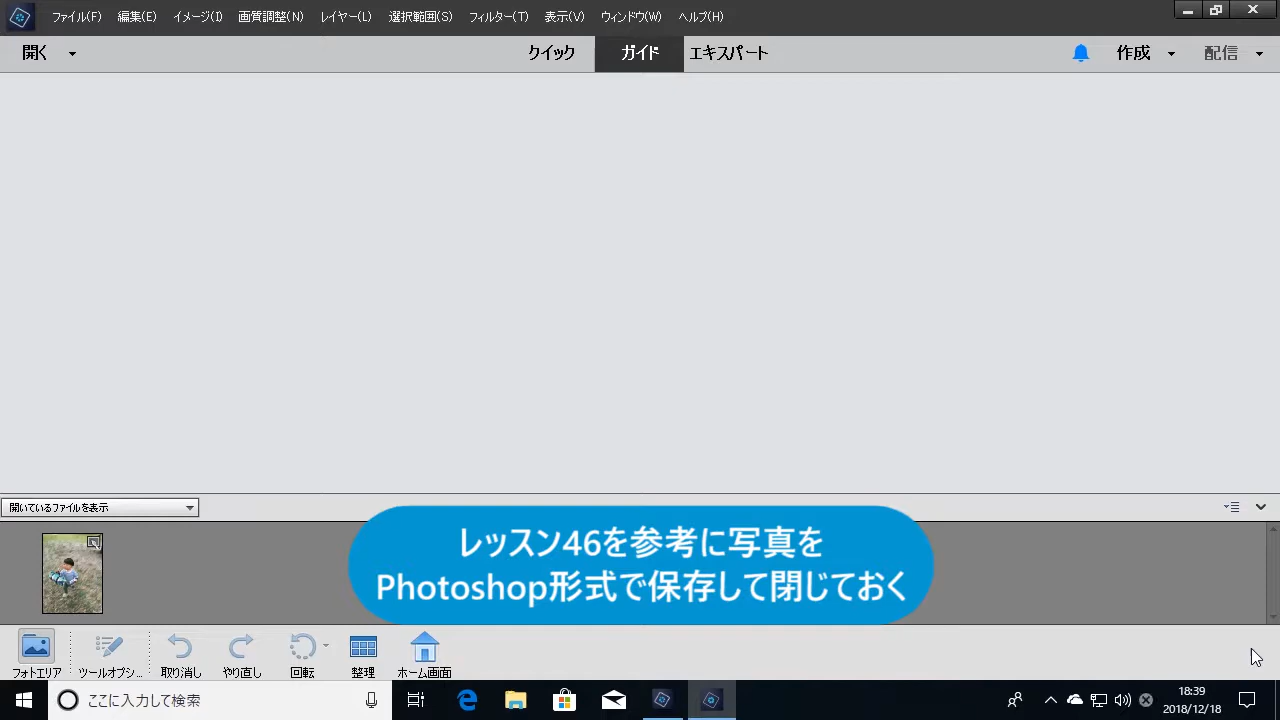 ファイル(F) 編集(E) イメージ(I) 画質調整(N) レイヤー(L) 選択範囲(S) フィルター(T) 表示(V) ウィンドウ(W) ヘルプ(H)
開く クイック ガイド エキスパート 作成 配信
開いているファイルを表示
レッスン46を参考に写真を
Photoshop形式で保存して閉じておく
フォトエリア ツールオプシ... 取り消し やり直し 回転 整理 ホーム画面
ここに入力して検索
18:39
2018/12/18